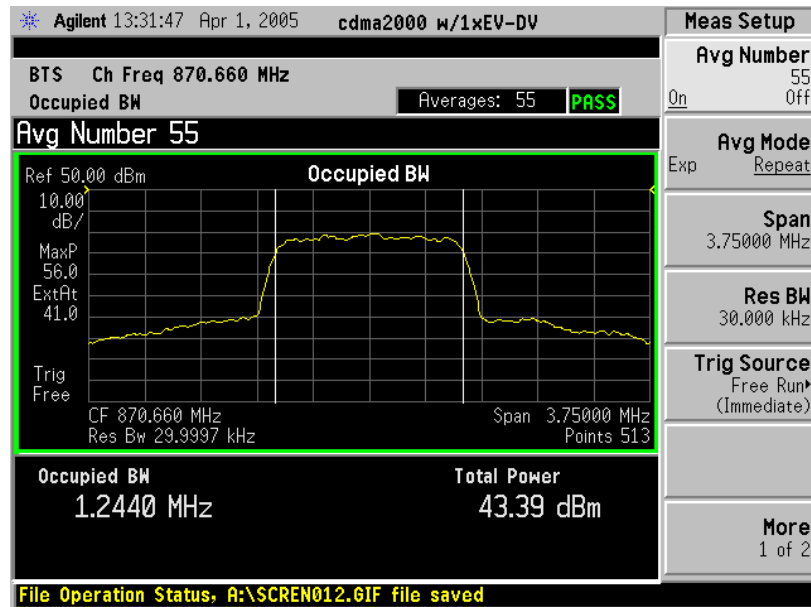 Agilent 13:31:47 Apr 1, 2005 cdma2000 w/1xEV-DV
BTS Ch Freq 870.660 MHz
Occupied BW
Averages: 55 PASS
Avg Number 55
Ref 50.00 dBm
Occupied BW
10.00
dB/
MaxP
56.0
ExtAt
41.0
Trig
Free
CF 870.660 MHz
Span 3.75000 MHz
Res Bw 29.9997 kHz
Points 513
Occupied BW
Total Power
1.2440 MHz
43.39 dBm
File Operation Status, A:\SCREN012.GIF file saved
Meas Setup
Avg Number
55
On Off
Avg Mode
Exp Repeat
Span
3.75000 MHz
Res BW
30.000 kHz
Trig Source
Free Run
(Immediate)
More
1 of 2